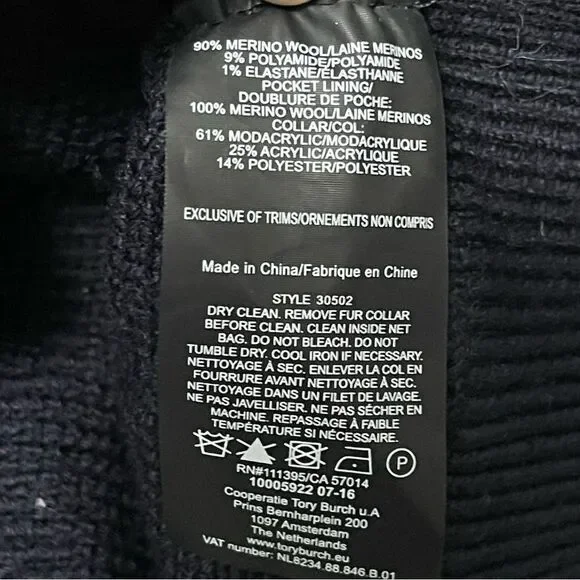 90% MERINO WOOL/LAINE MERINOS
9% POLYAMIDE/POLYAMIDE
1% ELASTANE/ÉLASTHANNE
POCKET LINING/
DOUBLURE DE POCHE:
100% MERINO WOOL/LAINE MERINOS
COLLAR/COL:
61% MODACRYLIC/MODACRYLIQUE
25% ACRYLIC/ACRYLIQUE
14% POLYESTER/POLYESTER
EXCLUSIVE OF TRIMS/ORNEMENTS NON COMPRIS
Made in China/Fabrique en Chine
STYLE 30502
DRY CLEAN. REMOVE FUR COLLAR
BEFORE CLEAN. CLEAN INSIDE NET
BAG. DO NOT BLEACH. DO NOT
TUMBLE DRY. COOL IRON IF NECESSARY.
NETTOYAGE À SEC. ENLEVER LA COL EN
FOURRURE AVANT NETTOYAGE À SEC.
NETTOYAGE DANS UN FILET DE LAVAGE.
NE PAS JAVELLISER. NE PAS SÉCHER EN
MACHINE. REPASSAGE À FAIBLE
TEMPÉRATURE SI NÉCESSAIRE.
P
RN#111395/CA 57014
10005922 07-16
Cooperatie Tory Burch u.A
Prins Bernharplein 200
1097 Amsterdam
The Netherlands
www.toryburch.com
VAT number: NL8234.88.846.B.01